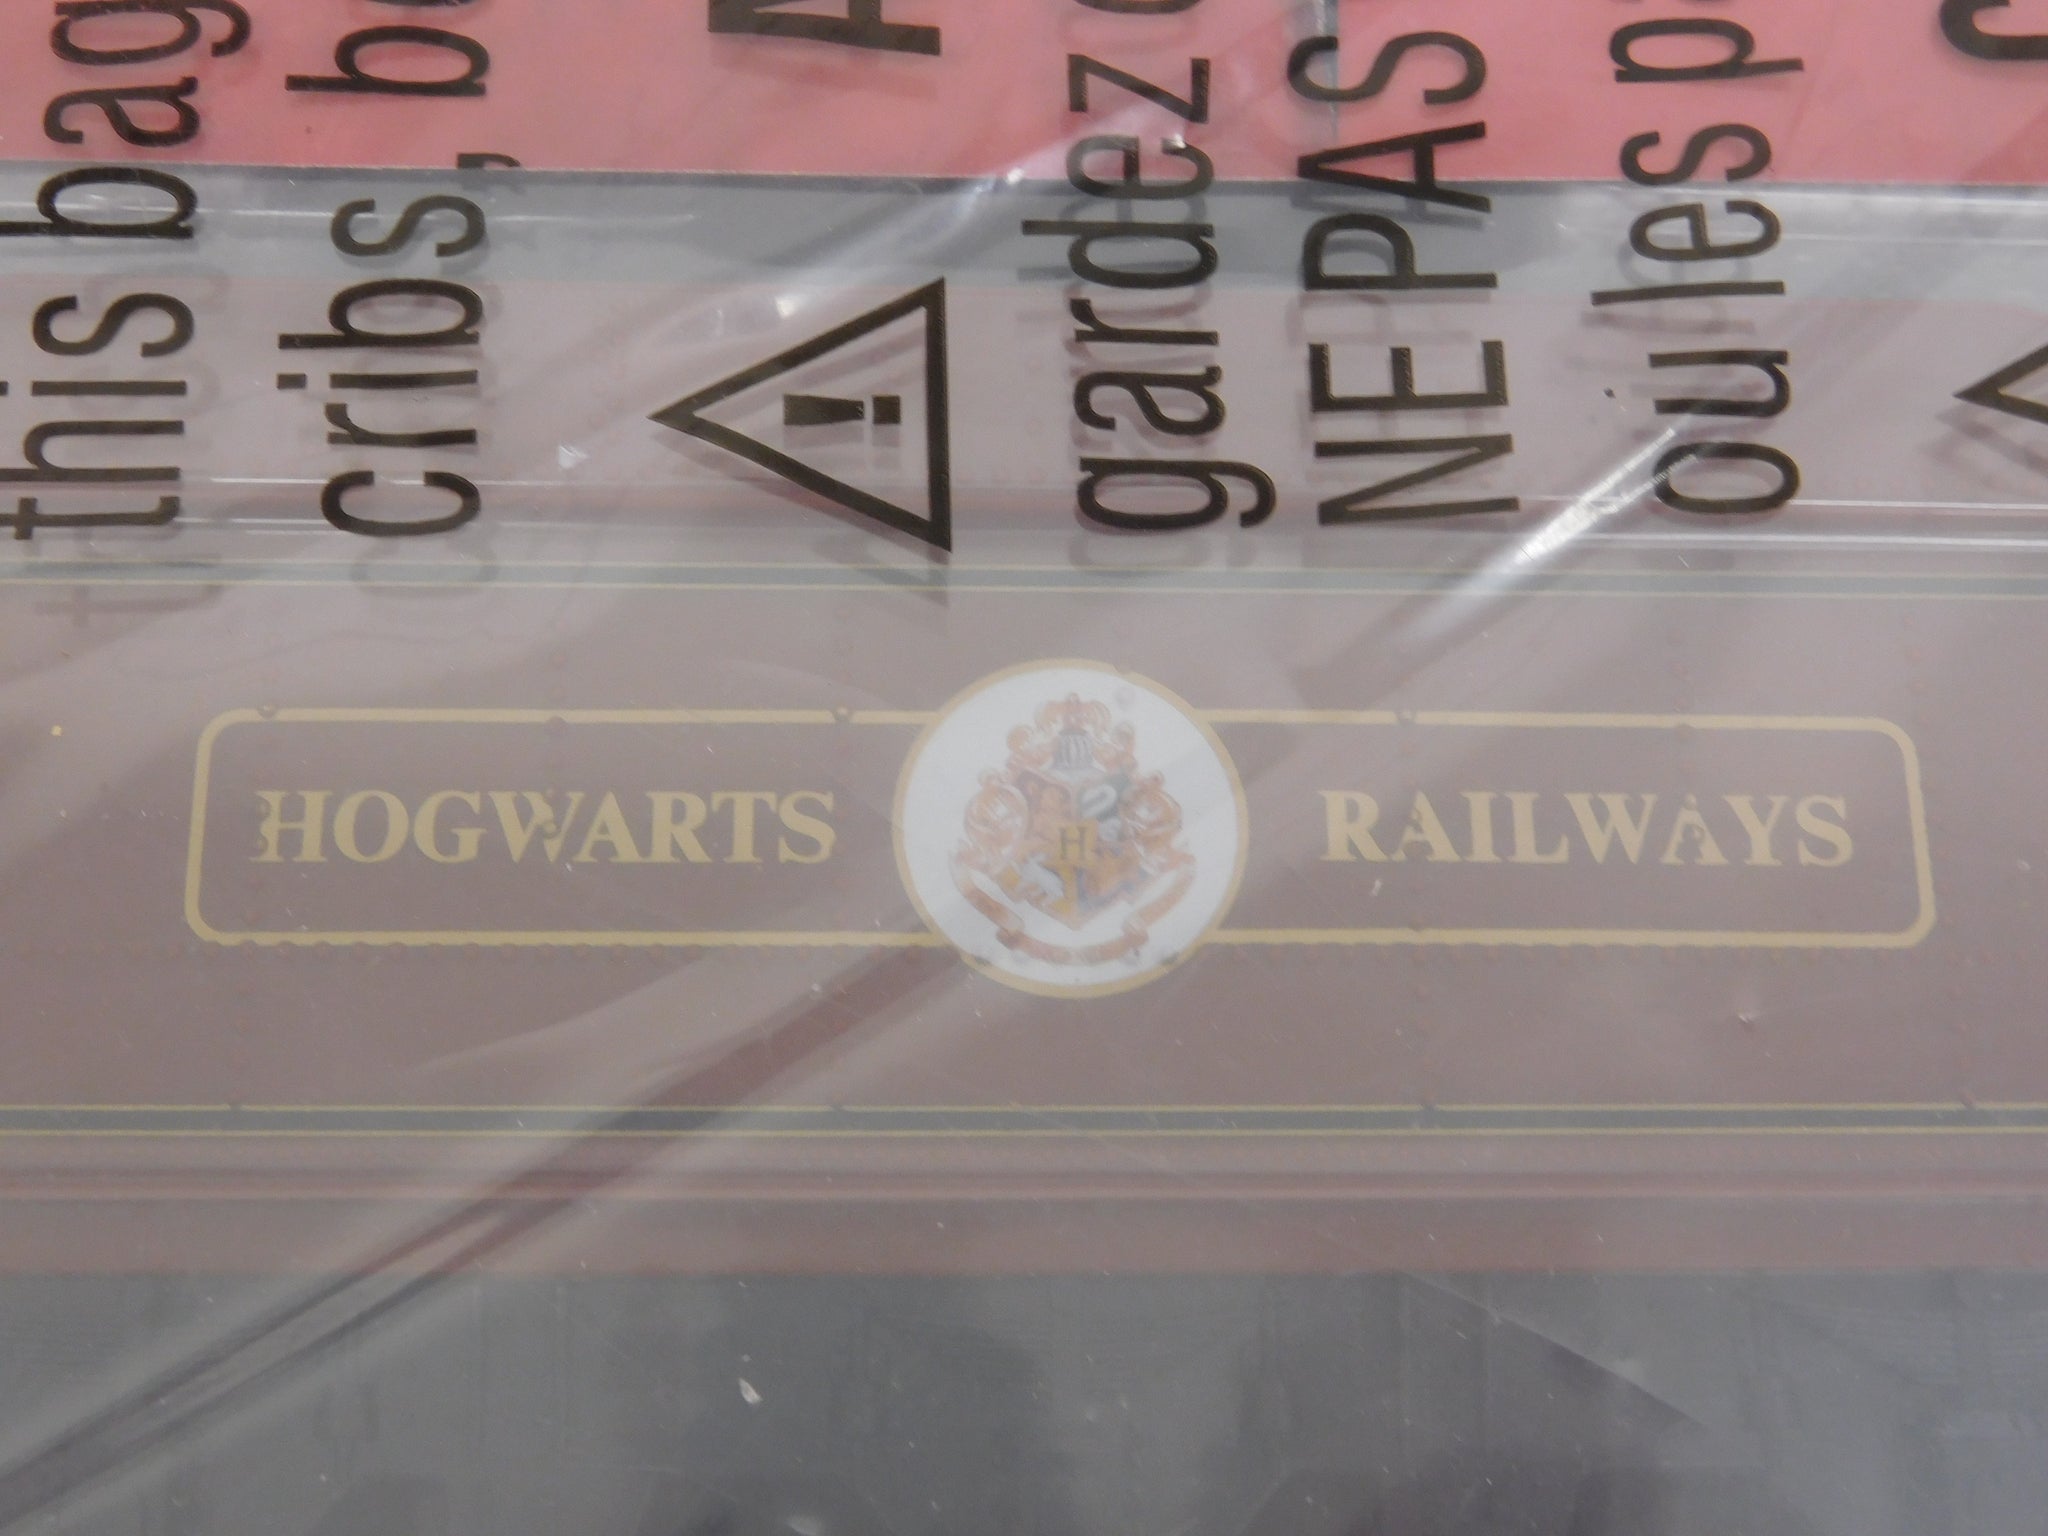 this bag
cribs, b
gardez
NE PAS
ou les p
HOGWARTS H RAILWAYS